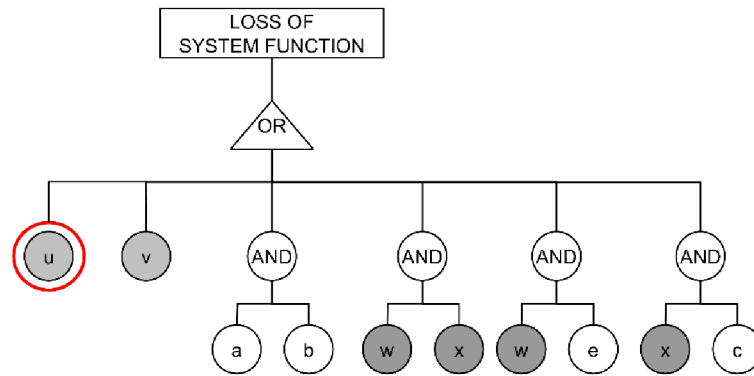 LOSS OF
SYSTEM FUNCTION
OR
u v AND AND AND AND
a b w x w e x c